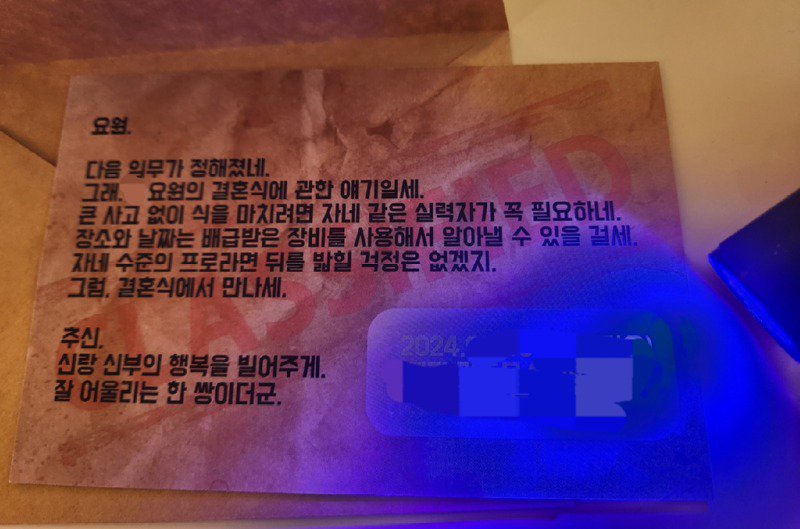 요원.
다음 임무가 정해졌네.
그래. 요원의 결혼식에 관한 얘기일세.
큰 사고 없이 식을 마치려면 자네 같은 실력자가 꼭 필요하네.
장소와 날짜는 배급받은 장비를 사용해서 알아낼 수 있을 걸세.
자네 수준의 프로라면 뒤를 밟힐 걱정은 없겠지.
그럼, 결혼식에서 만나세.
추신.
신랑 신부의 행복을 빌어주게.
잘 어울리는 한 쌍이더군.
CLASSIFIED
2024.